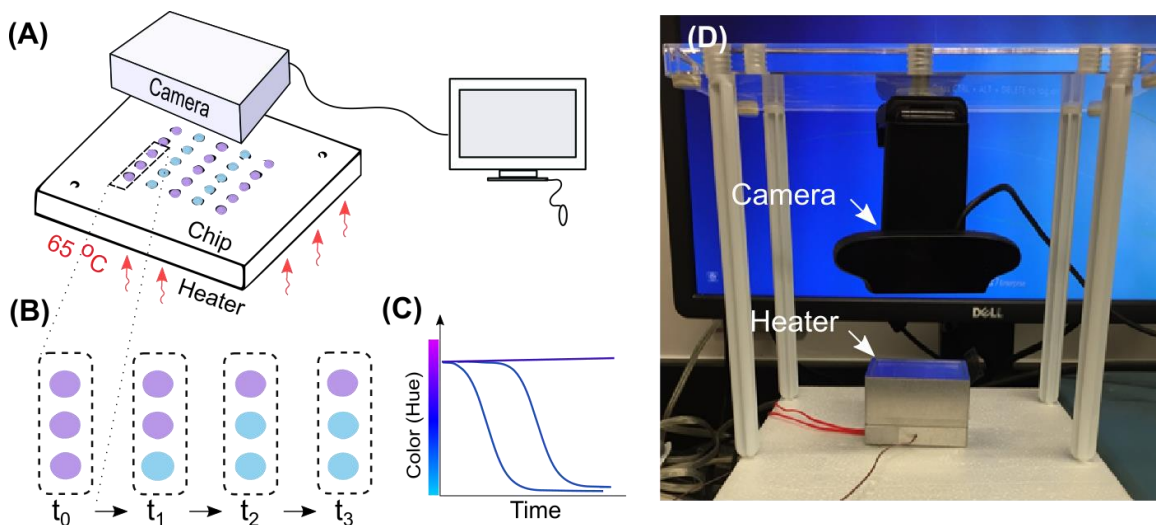 (A)
Camera
Chip
65 °C
Heater
(B)
t0
t1
t2
t3
(C)
Color (Hue)
Time
(D)
Camera
Heater
DELL